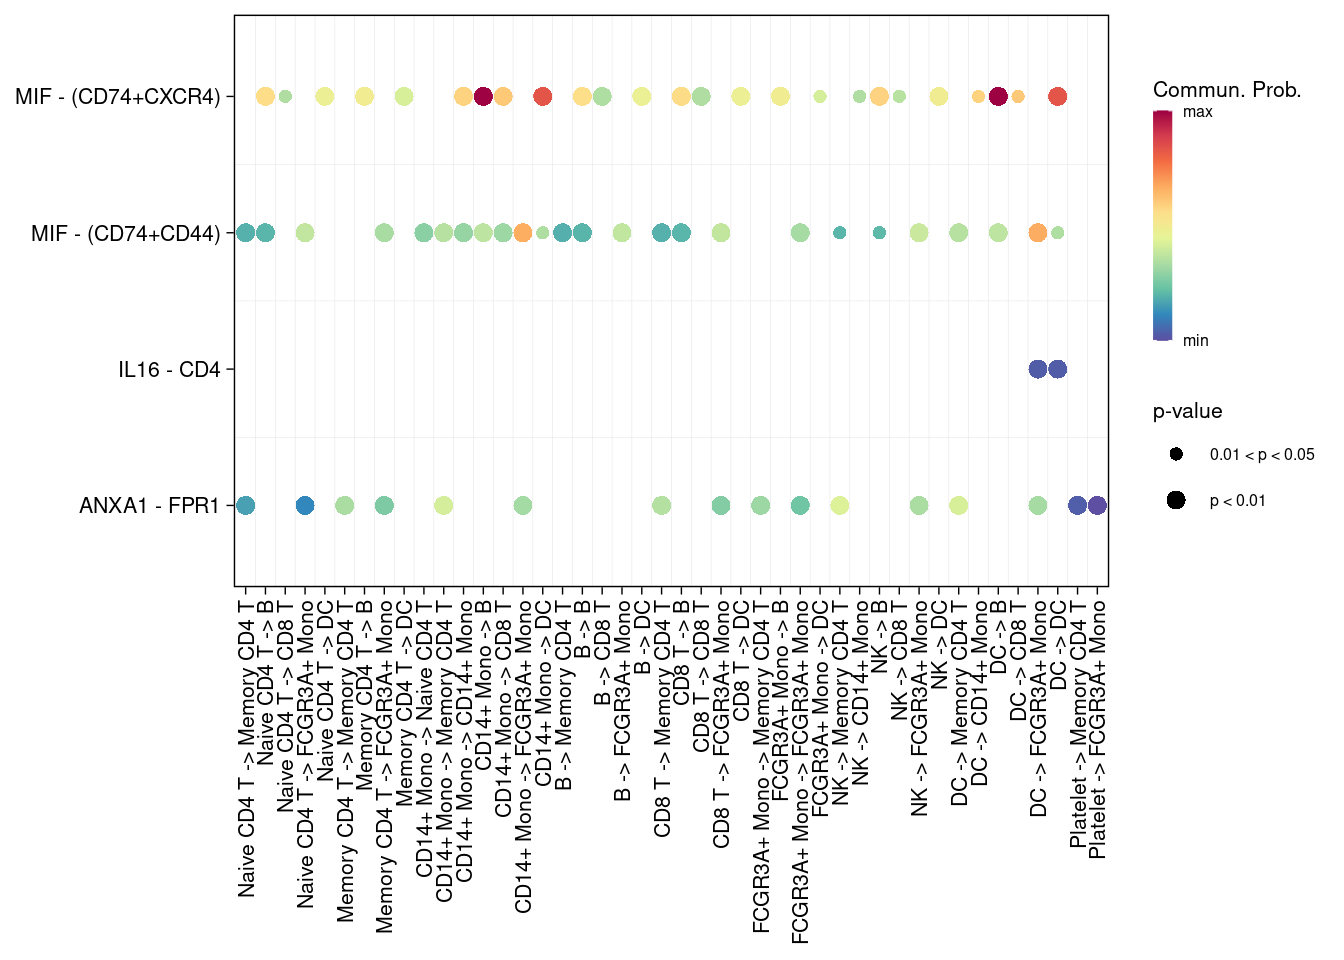 MIF - (CD74+CXCR4)
MIF - (CD74+CD44)
IL16 - CD4
ANXA1 - FPR1
Naive CD4 T -> Memory CD4 T
Naive CD4 T -> B
Naive CD4 T -> CD8 T
Naive CD4 T -> FCGR3A+ Mono
Naive CD4 T -> DC
Memory CD4 T -> Memory CD4 T
Memory CD4 T -> B
Memory CD4 T -> FCGR3A+ Mono
Memory CD4 T -> DC
CD14+ Mono -> Naive CD4 T
CD14+ Mono -> Memory CD4 T
CD14+ Mono -> CD14+ Mono
CD14+ Mono -> B
CD14+ Mono -> CD8 T
CD14+ Mono -> FCGR3A+ Mono
CD14+ Mono -> DC
B -> Memory CD4 T
B -> B
B -> CD8 T
B -> FCGR3A+ Mono
B -> DC
CD8 T -> Memory CD4 T
CD8 T -> B
CD8 T -> CD8 T
CD8 T -> FCGR3A+ Mono
CD8 T -> DC
FCGR3A+ Mono -> Memory CD4 T
FCGR3A+ Mono -> B
FCGR3A+ Mono -> FCGR3A+ Mono
FCGR3A+ Mono -> DC
NK -> Memory CD4 T
NK -> CD14+ Mono
NK -> B
NK -> CD8 T
NK -> FCGR3A+ Mono
NK -> DC
DC -> Memory CD4 T
DC -> CD14+ Mono
DC -> B
DC -> CD8 T
DC -> FCGR3A+ Mono
DC -> DC
Platelet -> Memory CD4 T
Platelet -> FCGR3A+ Mono
Commun. Prob.
max
min
p-value
0.01 < p < 0.05
p < 0.01